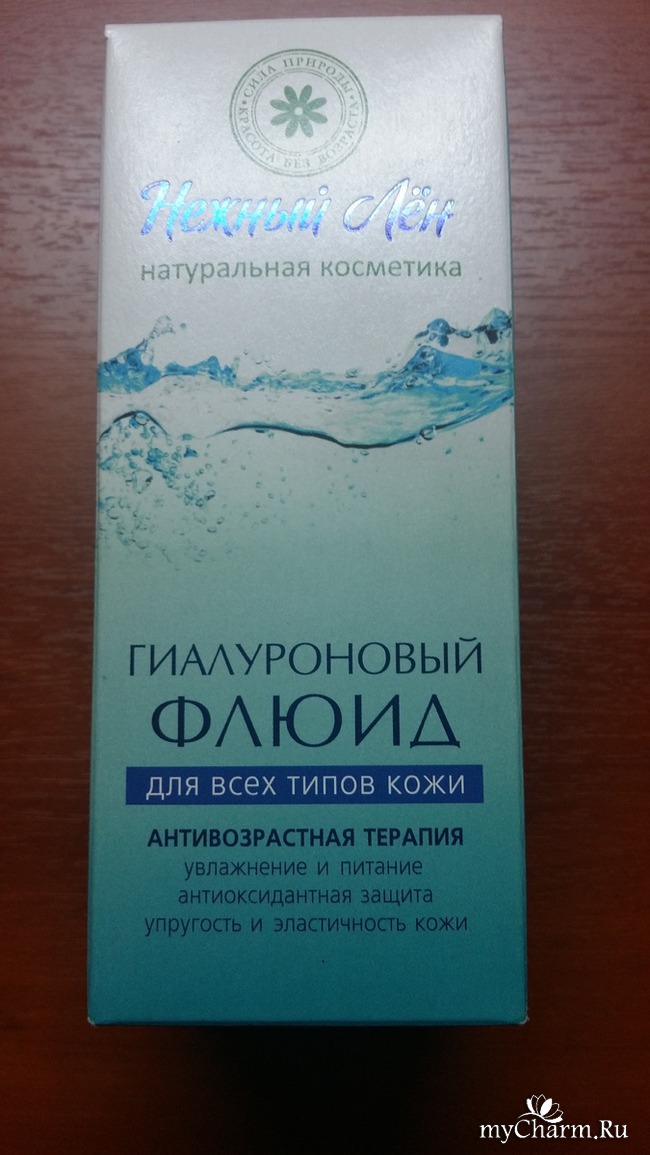 СИЛА ПРИРОДЫ
КРАСОТА БЕЗ ВОЗРАСТА
Нежный Лён
натуральная косметика
ГИАЛУРОНОВЫЙ
ФЛЮИД
ДЛЯ ВСЕХ ТИПОВ КОЖИ
АНТИВОЗРАСТНАЯ ТЕРАПИЯ
увлажнение и питание
антиоксидантная защита
упругость и эластичность кожи
myCharm.Ru